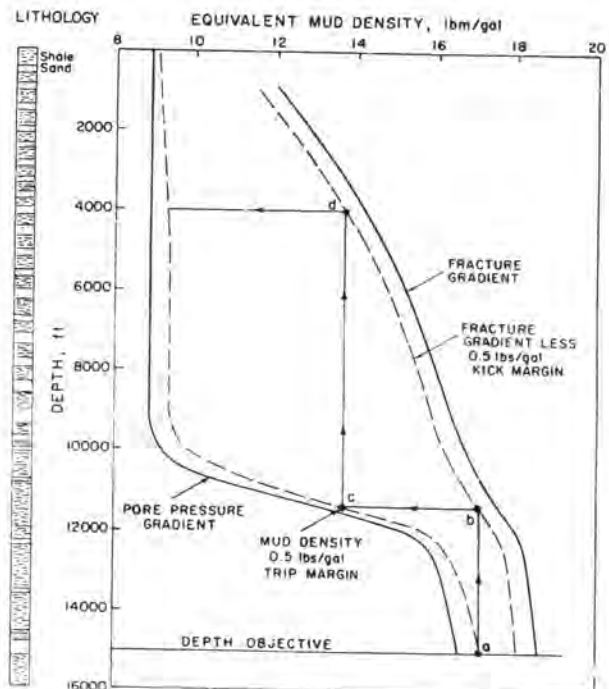 LITHOLOGY
EQUIVALENT MUD DENSITY, lbm/gal
8 10 12 14 16 18 20
Shale
Sand
2000
4000
6000
8000
10000
12000
14000
16000
DEPTH, ft
d
FRACTURE
GRADIENT
FRACTURE
GRADIENT LESS
0.5 lbs/gal
KICK MARGIN
c
b
PORE PRESSURE
GRADIENT
MUD DENSITY
0.5 lbs/gal
TRIP MARGIN
DEPTH OBJECTIVE
a